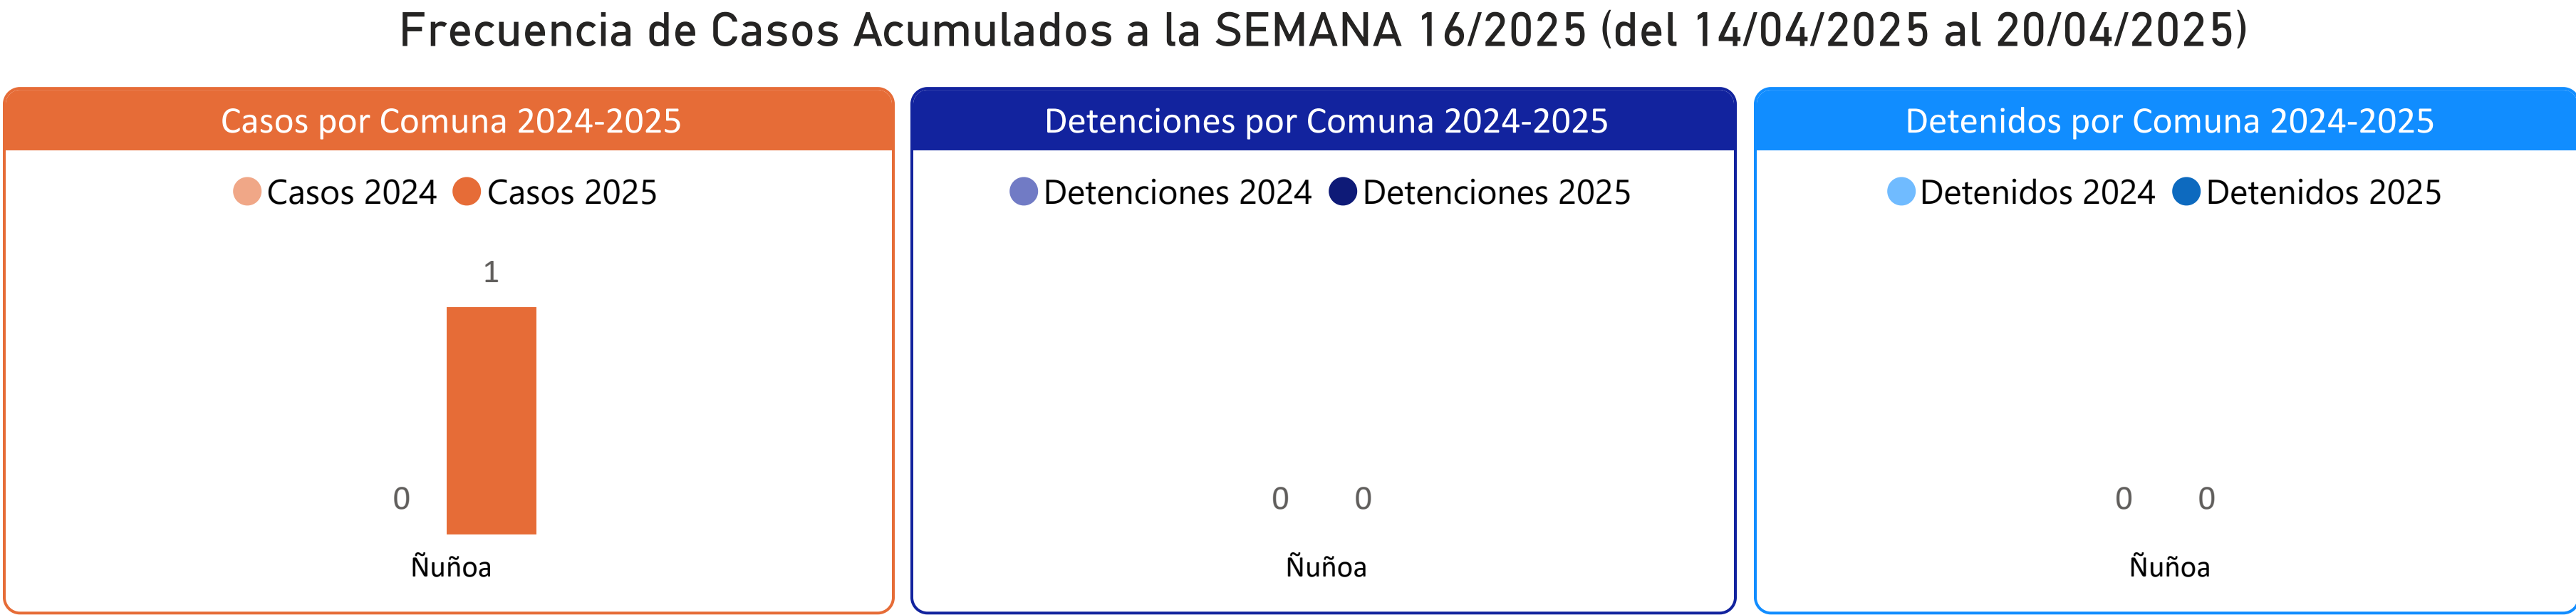 Frecuencia de Casos Acumulados a la SEMANA 16/2025 (del 14/04/2025 al 20/04/2025)
Casos por Comuna 2024-2025
Casos 2024 Casos 2025
1
0
Ñuñoa
Detenciones por Comuna 2024-2025
Detenciones 2024 Detenciones 2025
0 0
Ñuñoa
Detenidos por Comuna 2024-2025
Detenidos 2024 Detenidos 2025
0 0
Ñuñoa